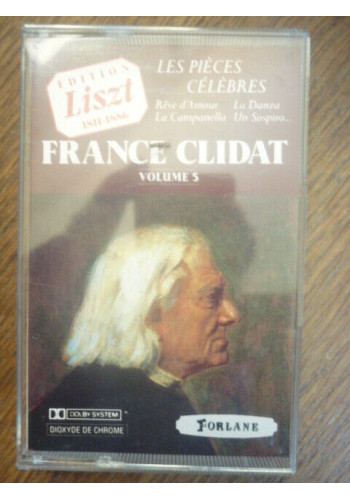 EDITION
Liszt
1811-1886
LES PIÈCES
CÉLÈBRES
Rêve d'Amour La Danza
La Campanella Un Sospiro...
FRANCE CLIDAT
VOLUME 5
DOLBY SYSTEM
DIOXYDE DE CHROME
FORLANE